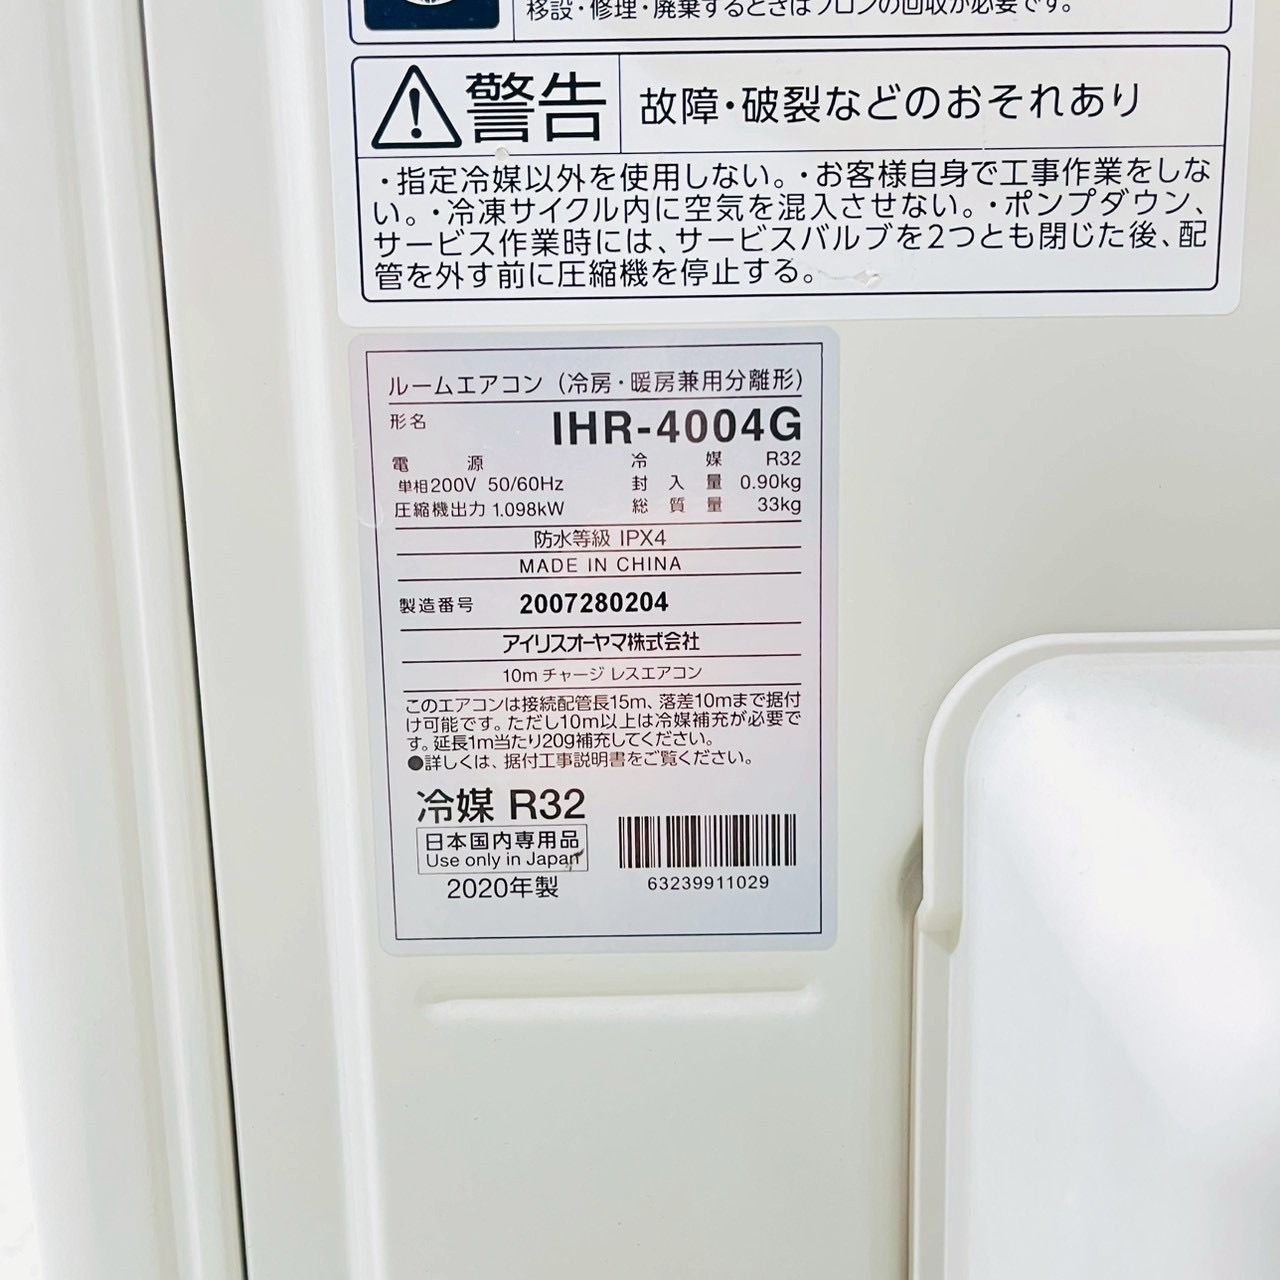 移設・修理・廃棄するときはフロンの回収が必要です。
警告
故障・破裂などのおそれあり
・指定冷媒以外を使用しない。・お客様自身で工事作業をしな
い。・冷凍サイクル内に空気を混入させない。・ポンプダウン、
サービス作業時には、サービスバルブを2つとも閉じた後、配
管を外す前に圧縮機を停止する。
ルームエアコン (冷房・暖房兼用分離形)
形名 IHR-4004G
電源 冷媒 R32
単相200V 50/60Hz 封入量 0.90kg
圧縮機出力 1.098kW 総質量 33kg
防水等級 IPX4
MADE IN CHINA
製造番号 2007280204
アイリスオーヤマ株式会社
10m チャージ レスエアコン
このエアコンは接続配管長15m、落差10mまで据付
け可能です。ただし10m以上は冷媒補充が必要で
す。延長1m当たり20g補充してください。
●詳しくは、据付工事説明書をご覧ください。
冷媒 R32
日本国内専用品
Use only in Japan
2020年製
63239911029